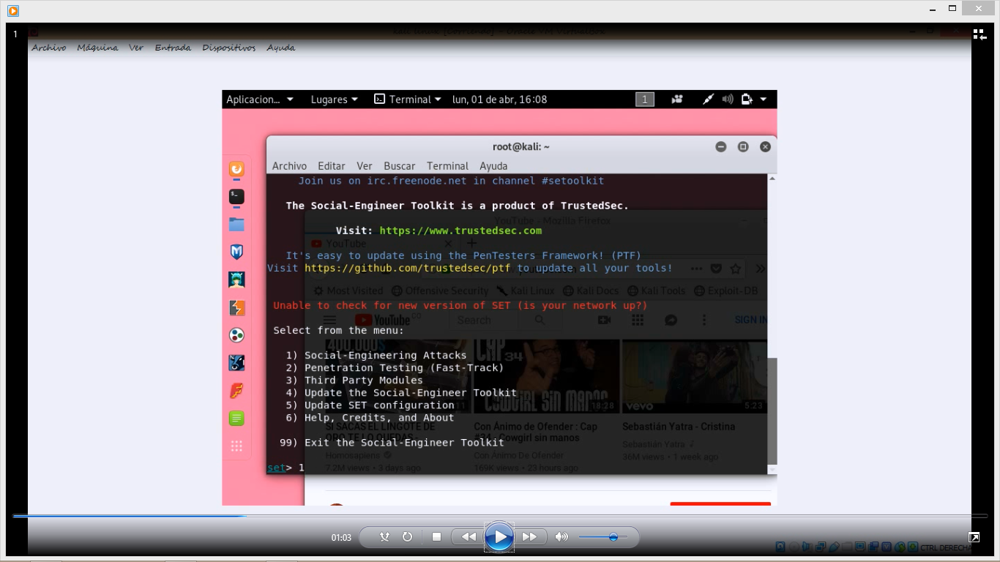 1
Archivo Máquina Ver Entrada Dispositivos Ayuda
Aplicacion... Lugares Terminal lun, 01 de abr, 16:08 1
root@kali: ~
Archivo Editar Ver Buscar Terminal Ayuda
Join us on irc.freenode.net in channel #setoolkit
The Social-Engineer Toolkit is a product of TrustedSec.
YouTube - Mozilla Firefox
Visit: https://www.trustedsec.com
YouTube
It's easy to update using the PenTesters Framework! (PTF)
Visit https://github.com/trustedsec/ptf to update all your tools!
Most Visited Offensive Security Kali Linux Kali Docs Kali Tools Exploit-DB
Unable to check for new version of SET (is your network up?)
YouTube CO Search SIGN IN
Select from the menu:
400.000$ CAP 34
1) Social-Engineering Attacks
2) Penetration Testing (Fast-Track)
3) Third Party Modules
4) Update the Social-Engineer Toolkit
COWGIRL SIN MANOS
5) Update SET configuration
18:28 vevo 5:23
6) Help, Credits, and About
SI SACAS EL LINGOTE DE ORO TE LO QUEDAS -
Con Ánimo de Ofender : Cap #34 - Cowgirl sin manos
Sebastián Yatra - Cristina
99) Exit the Social-Engineer Toolkit
Homosapiens Con Ánimo De Ofender Sebastián Yatra
7.2M views • 3 days ago 169K views • 23 hours ago 36M views • 1 week ago
set> 1
01:03
CTRL DERECHA